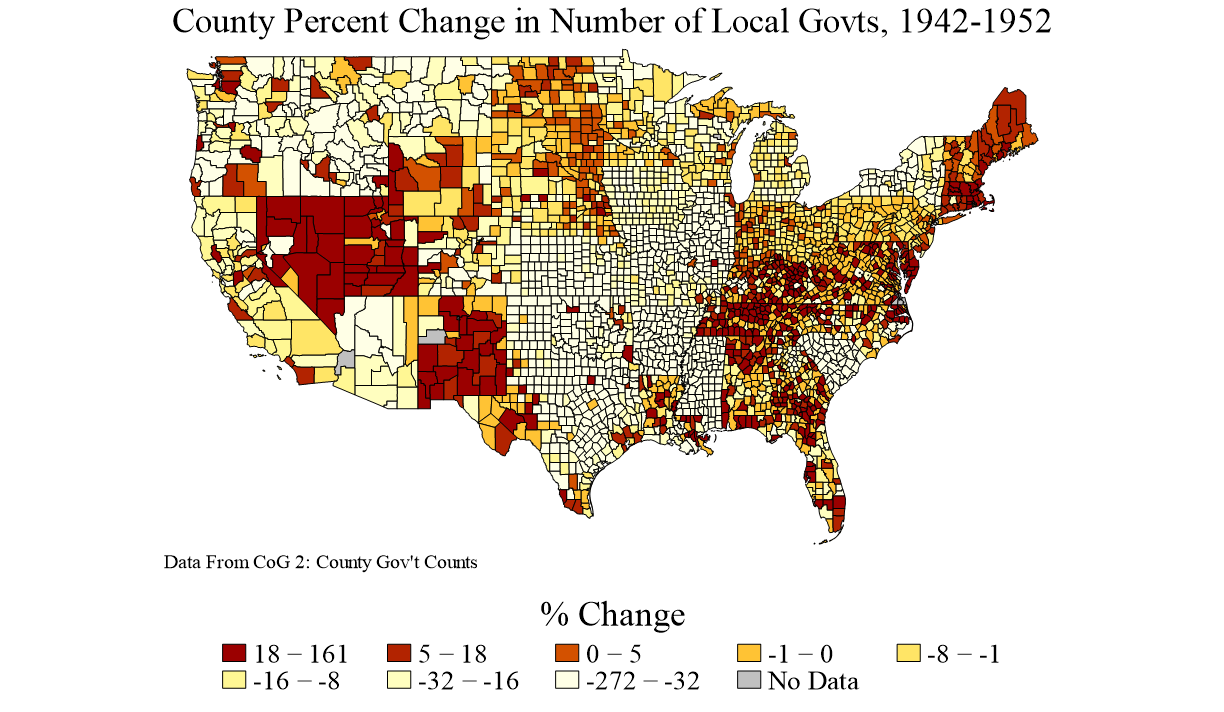 County Percent Change in Number of Local Govts, 1942-1952
Data From CoG 2: County Gov't Counts
% Change
18 − 161 5 − 18 0 − 5 -1 − 0 -8 − -1
-16 − -8 -32 − -16 -272 − -32 No Data